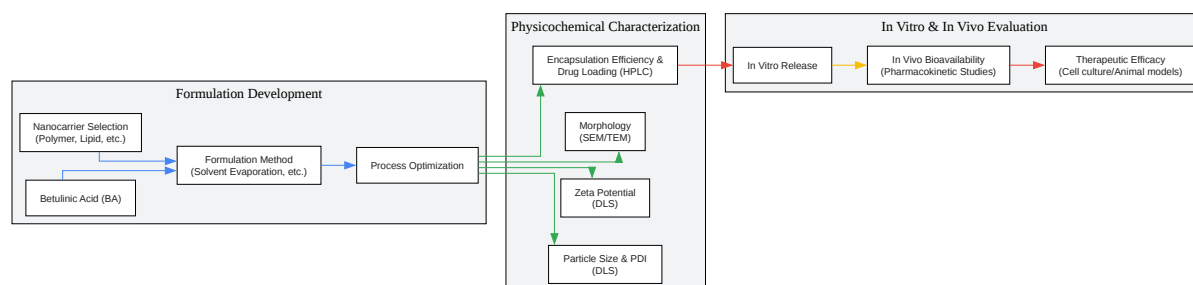 Formulation Development
Nanocarrier Selection
(Polymer, Lipid, etc.)
Betulinic Acid (BA)
Formulation Method
(Solvent Evaporation, etc.)
Process Optimization
Physicochemical Characterization
Encapsulation Efficiency &
Drug Loading (HPLC)
Morphology
(SEM/TEM)
Zeta Potential
(DLS)
Particle Size & PDI
(DLS)
In Vitro & In Vivo Evaluation
In Vitro Release
In Vivo Bioavailability
(Pharmacokinetic Studies)
Therapeutic Efficacy
(Cell culture/Animal models)